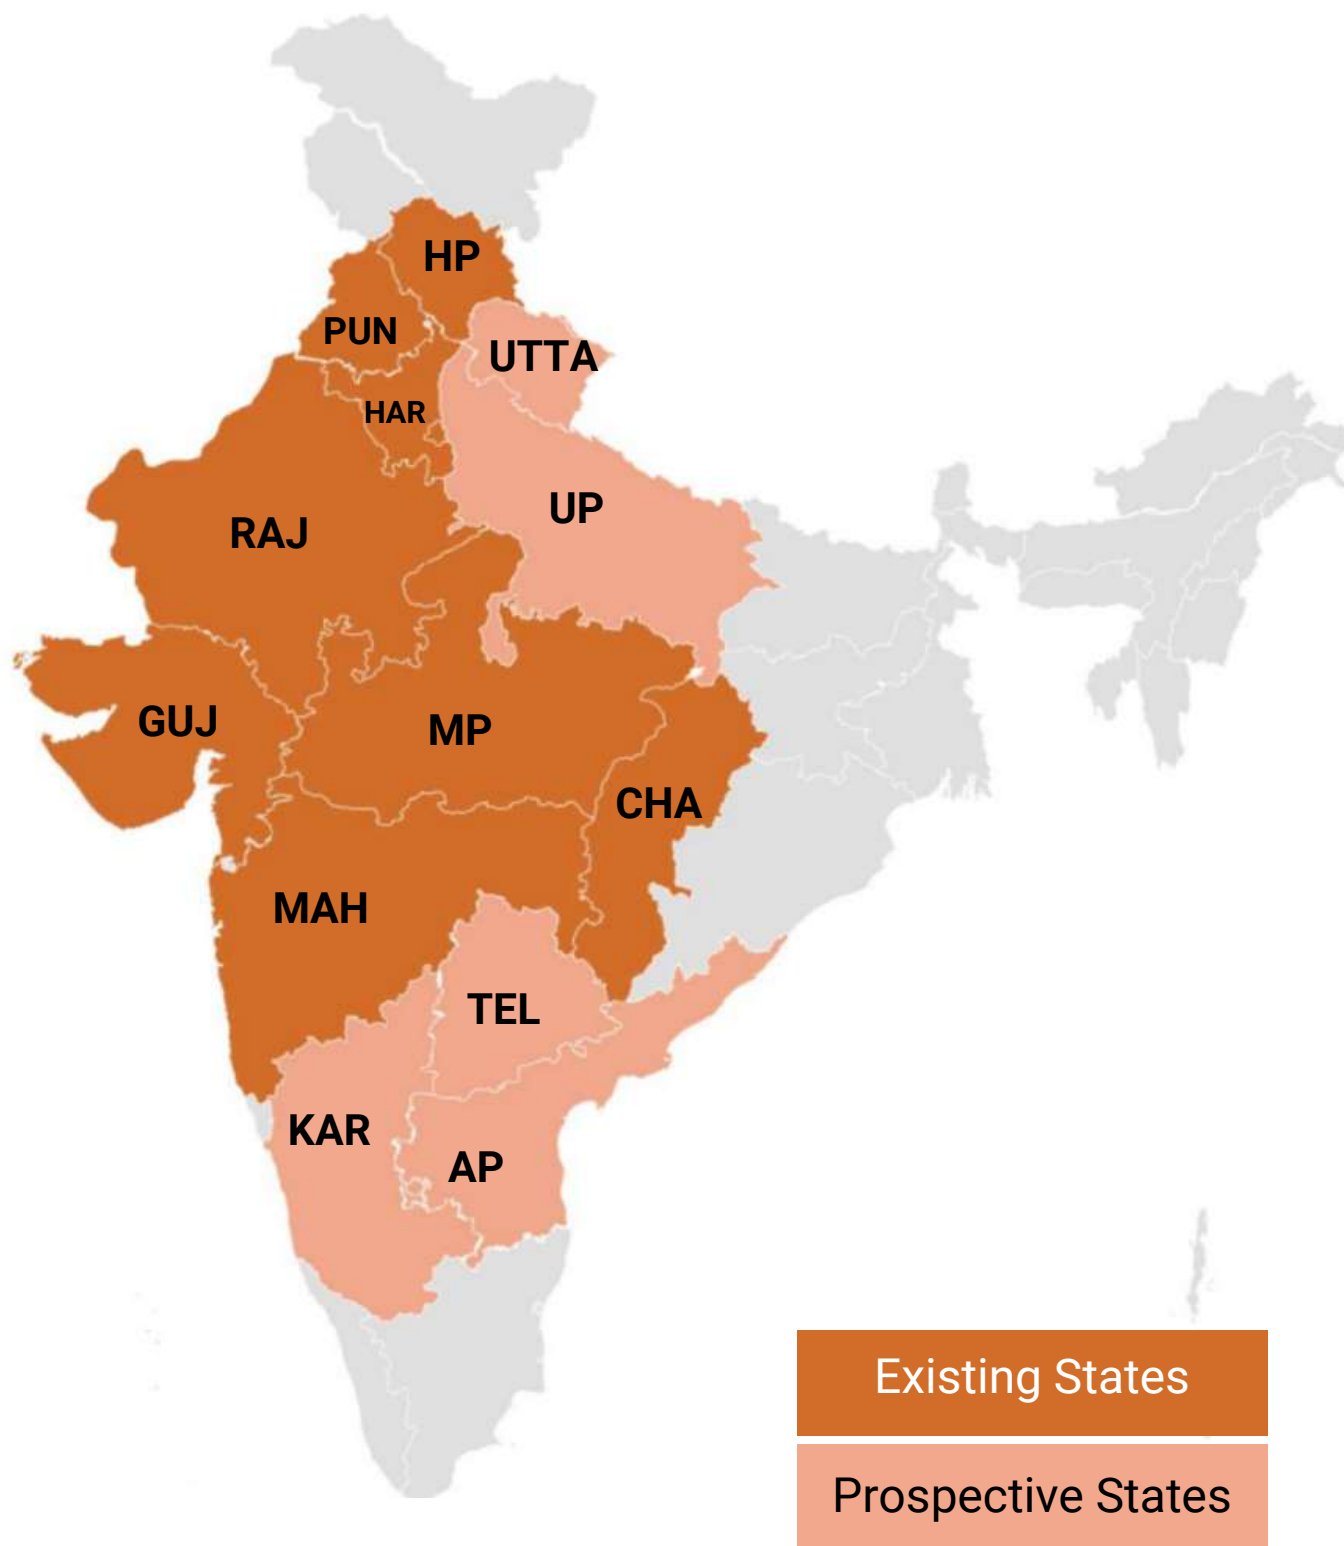 HP
PUN
UTTA
HAR
UP
RAJ
GUJ
MP
CHA
MAH
TEL
KAR
AP
Existing States
Prospective States